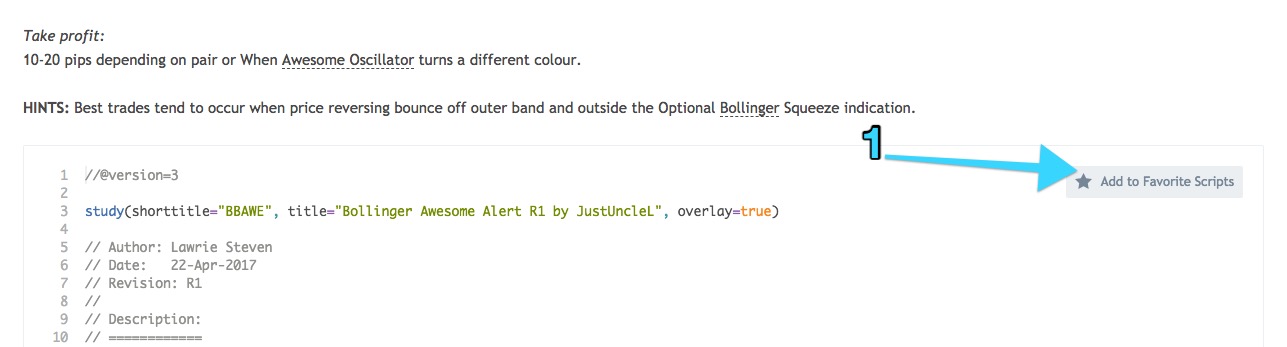 Take profit:
10-20 pips depending on pair or When Awesome Oscillator turns a different colour.
HINTS: Best trades tend to occur when price reversing bounce off outer band and outside the Optional Bollinger Squeeze indication.
1
Add to Favorite Scripts
1 //@version=3
2
3 study(shorttitle="BBAWE", title="Bollinger Awesome Alert R1 by JustUncleL", overlay=true)
4
5 // Author: Lawrie Steven
6 // Date:   22-Apr-2017
7 // Revision: R1
8 //
9 // Description:
10 // ============